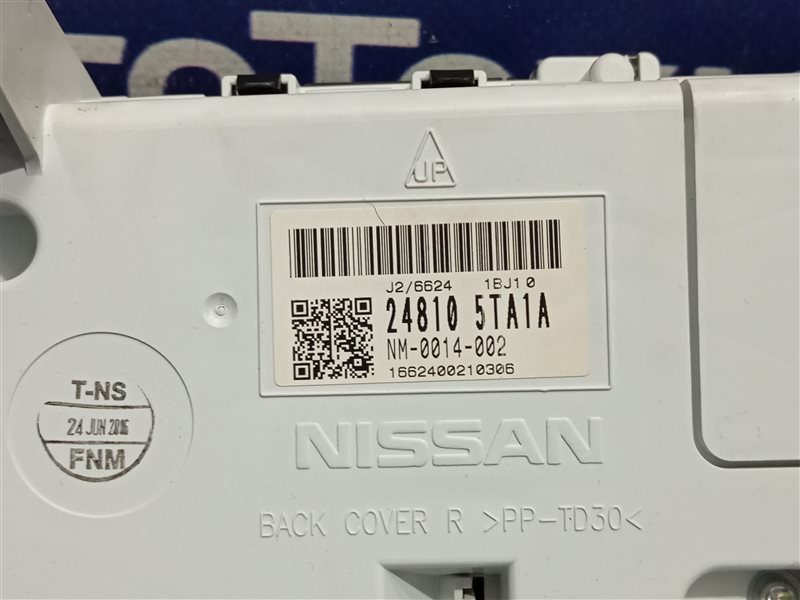 UP
J2/6624 1BJ10
24810 5TA1A
NM-0014-002
1662400210306
T-NS
24 JUN 2016
FNM
NISSAN
BACK COVER R >PP-TD30<